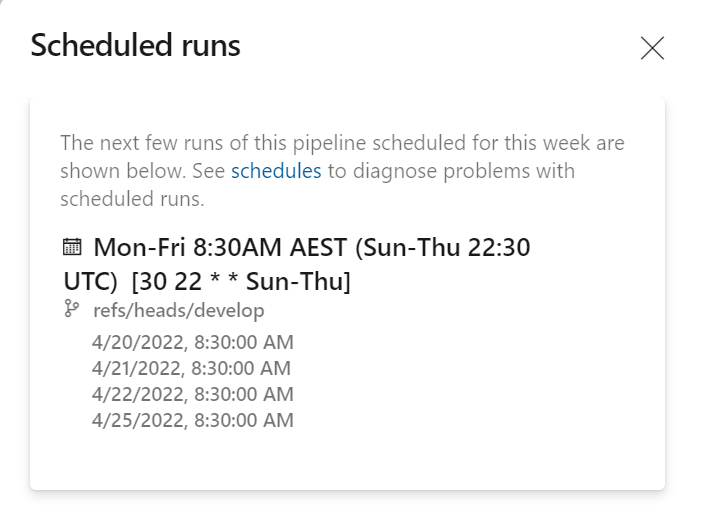 Scheduled runs
The next few runs of this pipeline scheduled for this week are
shown below. See schedules to diagnose problems with
scheduled runs.
Mon-Fri 8:30AM AEST (Sun-Thu 22:30
UTC) [30 22 * * Sun-Thu]
refs/heads/develop
4/20/2022, 8:30:00 AM
4/21/2022, 8:30:00 AM
4/22/2022, 8:30:00 AM
4/25/2022, 8:30:00 AM